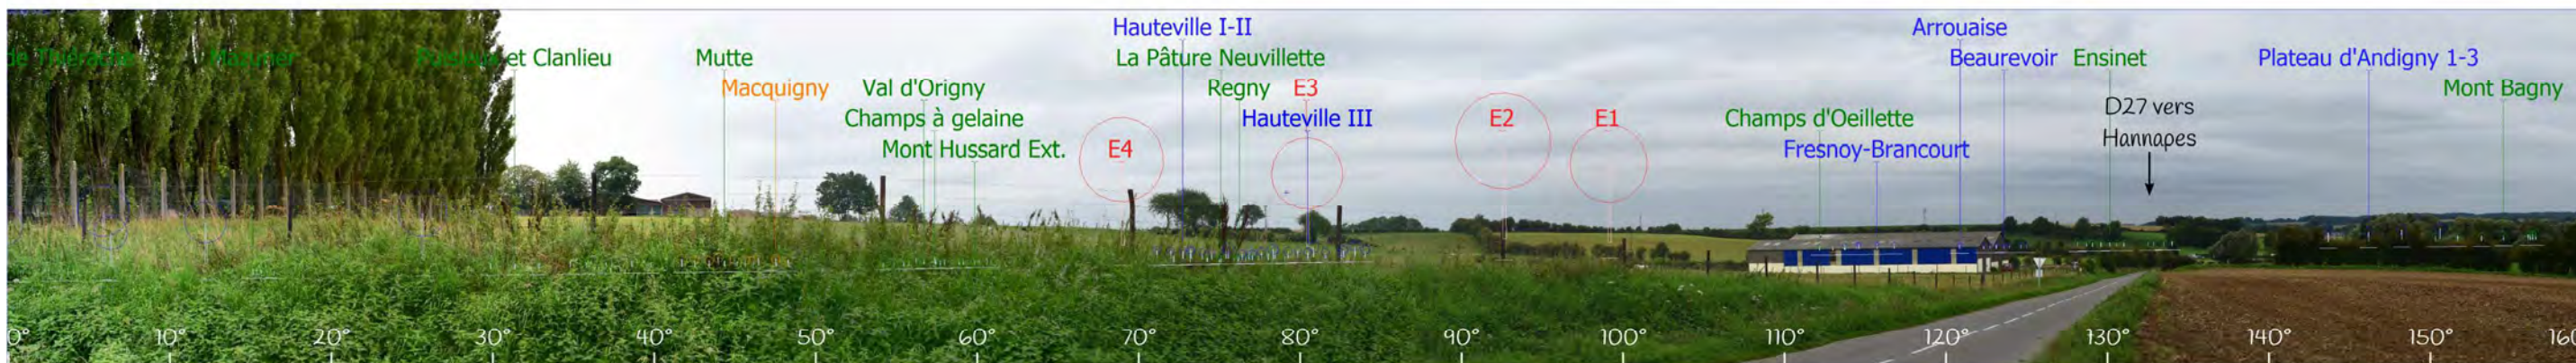 Hauteville I-II
Arrouaise
de Thiérache
Mazurier
Puisieux et Clanlieu
Mutte
La Pâture Neuvillette
Beaurevoir
Ensinet
Plateau d'Andigny 1-3
Macquigny
Val d'Origny
Regny
E3
Mont Bagny
D27 vers
Hannapes
Champs à gelaine
Hauteville III
E2
E1
Champs d'Oeillette
Mont Hussard Ext.
E4
Fresnoy-Brancourt
0°
10°
20°
30°
40°
50°
60°
70°
80°
90°
100°
110°
120°
130°
140°
150°